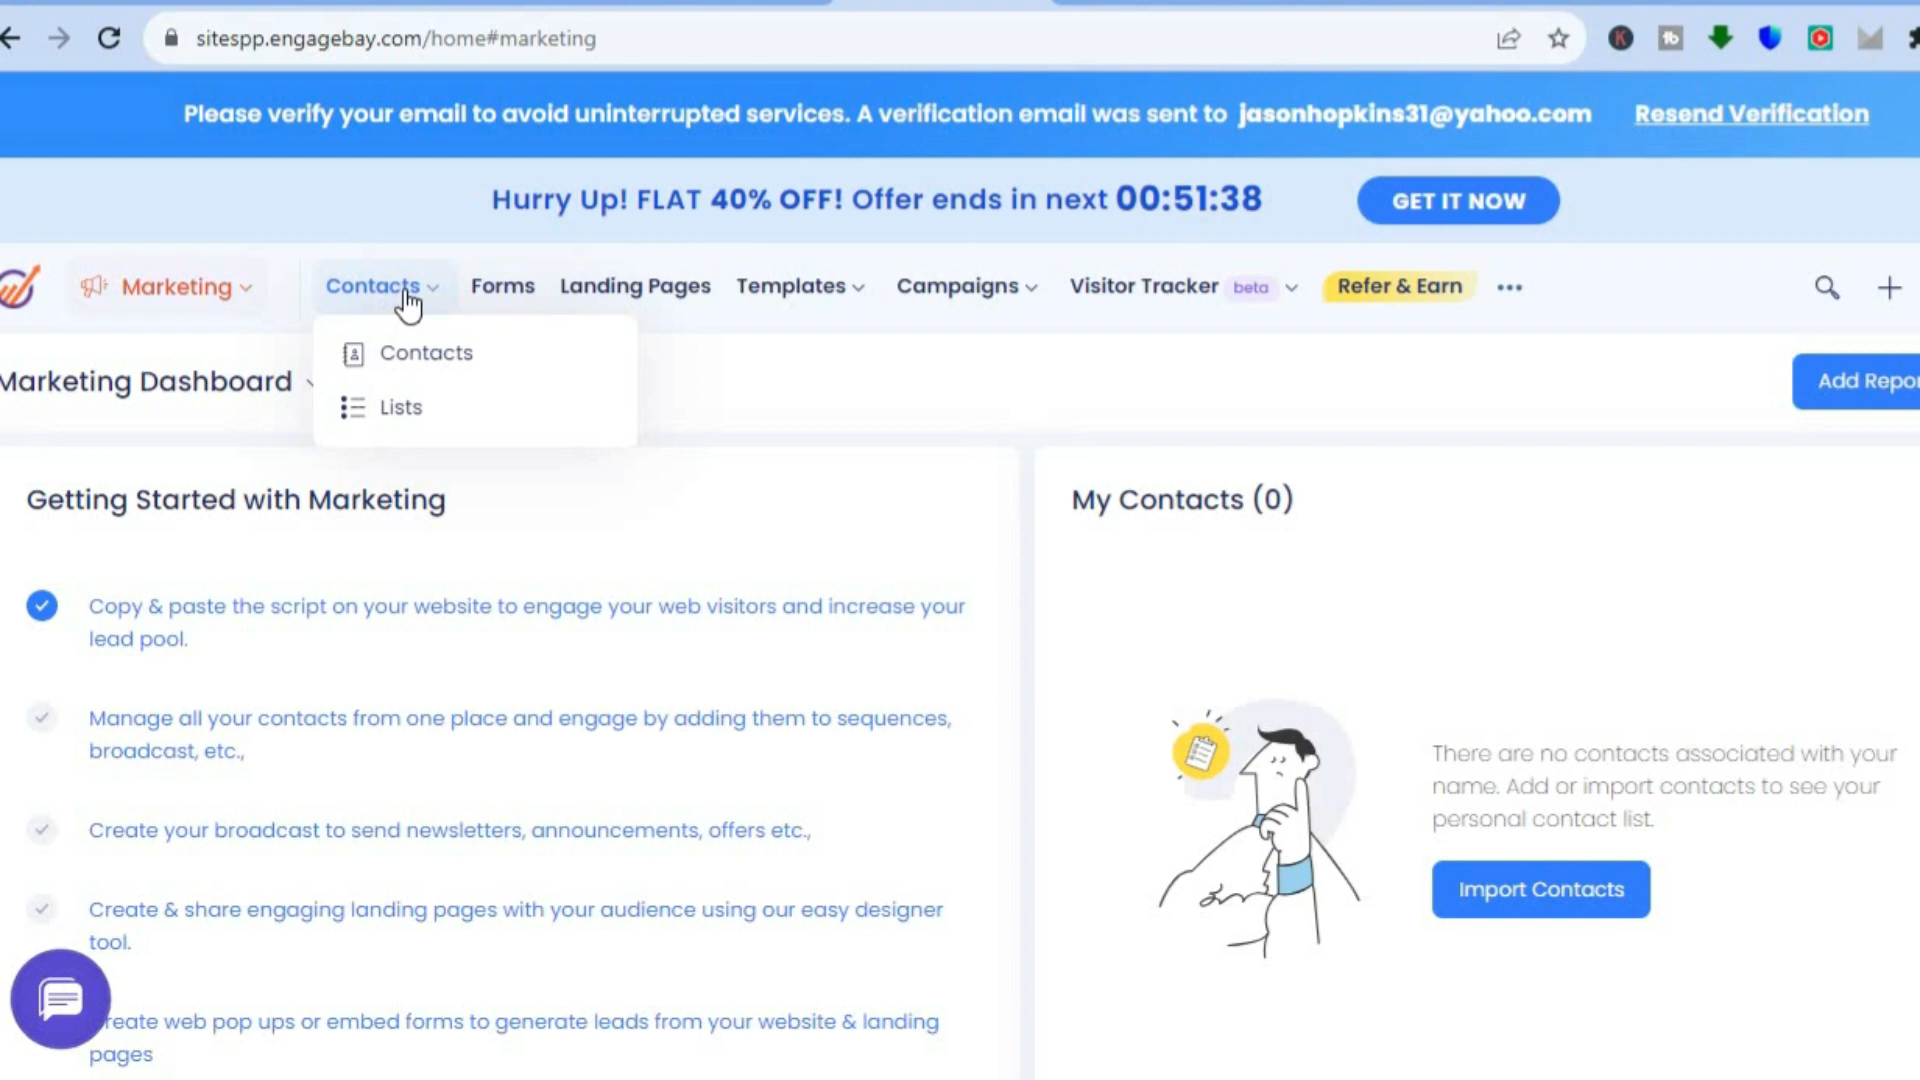 sitespp.engagebay.com/home#marketing
Please verify your email to avoid uninterrupted services. A verification email was sent to jasonhopkins31@yahoo.com Resend Verification
Hurry Up! FLAT 40% OFF! Offer ends in next 00:51:38 GET IT NOW
Marketing Contacts Forms Landing Pages Templates Campaigns Visitor Tracker beta Refer & Earn
Contacts
Lists
Marketing Dashboard
Add Repor
Getting Started with Marketing
Copy & paste the script on your website to engage your web visitors and increase your
lead pool.
Manage all your contacts from one place and engage by adding them to sequences,
broadcast, etc.,
Create your broadcast to send newsletters, announcements, offers etc.,
Create & share engaging landing pages with your audience using our easy designer
tool.
reate web pop ups or embed forms to generate leads from your website & landing
pages
My Contacts (0)
There are no contacts associated with your
name. Add or import contacts to see your
personal contact list.
Import Contacts